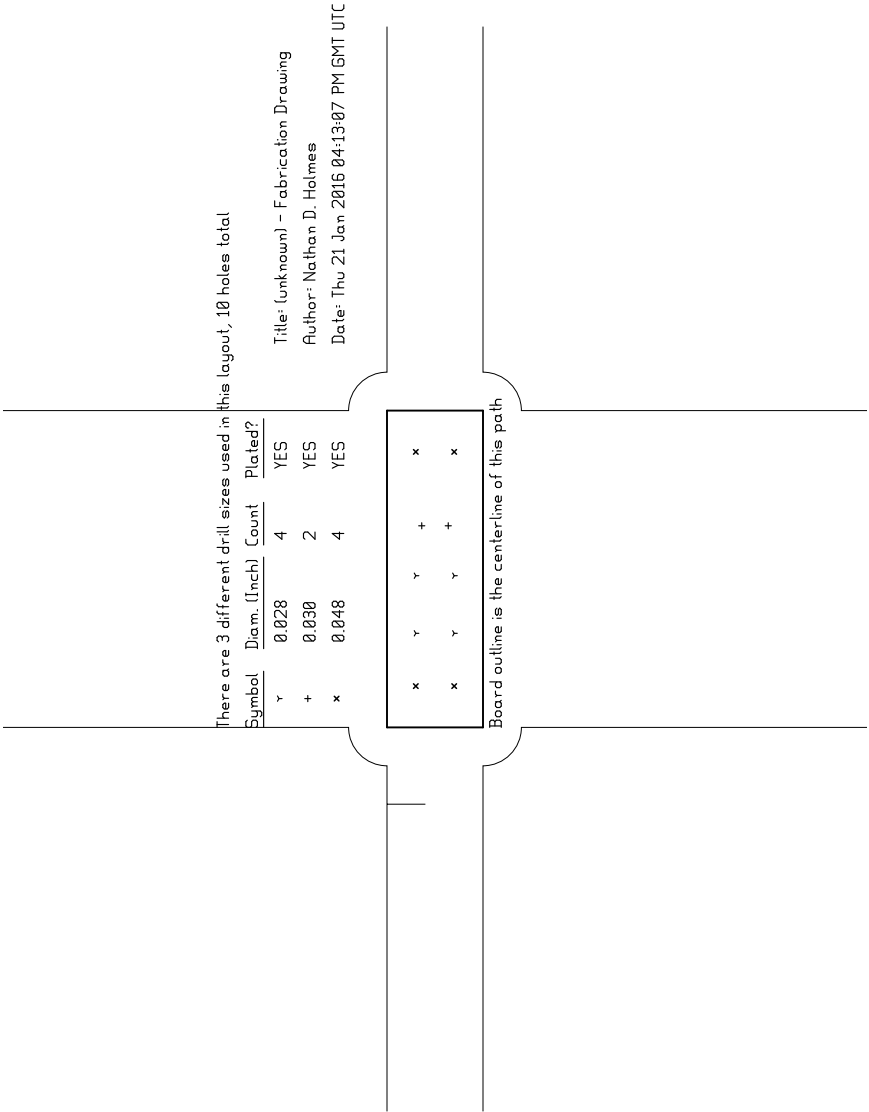 Title: (unknown) - Fabrication Drawing
Author: Nathan D. Holmes
Date: Thu 21 Jan 2016 04:13:07 PM GMT UTC
There are 3 different drill sizes used in this layout, 10 holes total
Symbol Diam. (Inch) Count Plated?
0.028 4 YES
+ 0.030 2 YES
× 0.048 4 YES
Board outline is the centerline of this path